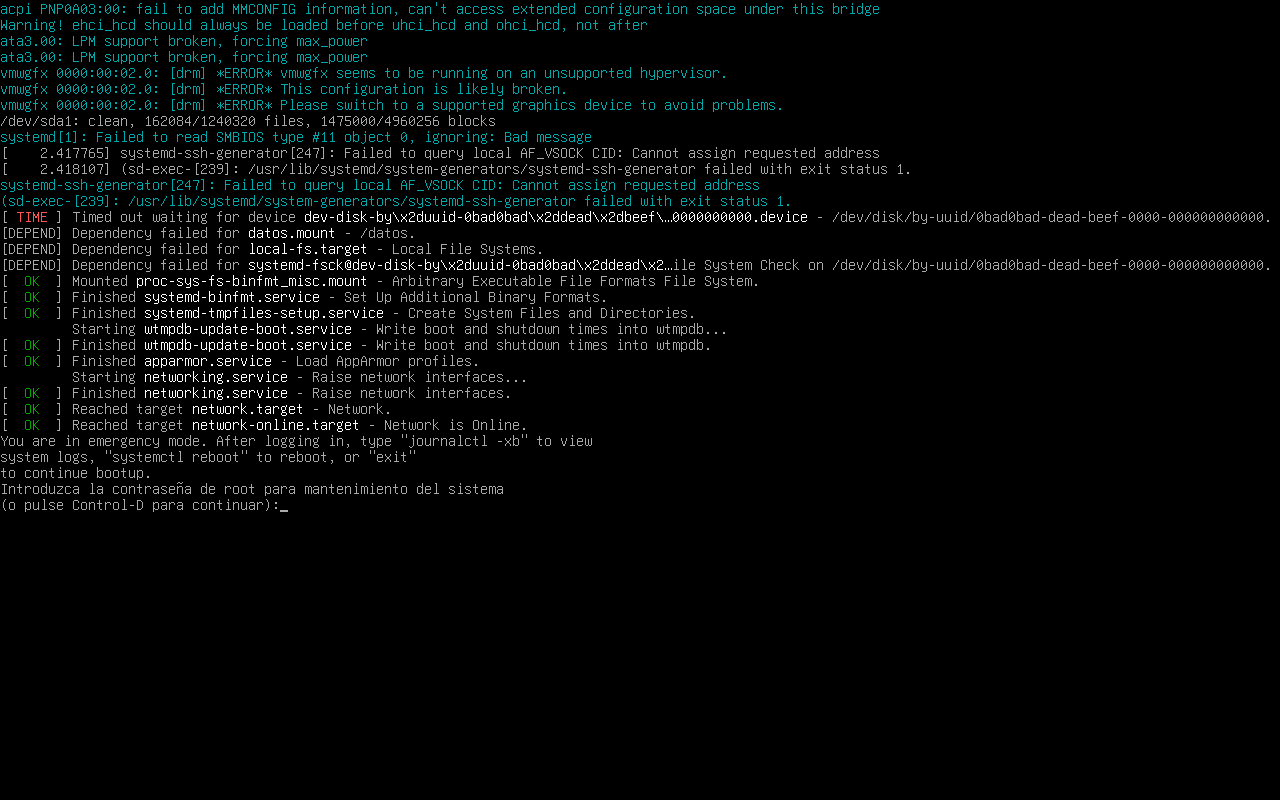 acpi PNP0A03:00: fail to add MMCONFIG information, can't access extended configuration space under this bridge
Warning! ehci_hcd should always be loaded before uhci_hcd and ohci_hcd, not after
ata3.00: LPM support broken, forcing max_power
ata3.00: LPM support broken, forcing max_power
vmwgfx 0000:00:02.0: [drm] *ERROR* vmwgfx seems to be running on an unsupported hypervisor.
vmwgfx 0000:00:02.0: [drm] *ERROR* This configuration is likely broken.
vmwgfx 0000:00:02.0: [drm] *ERROR* Please switch to a supported graphics device to avoid problems.
/dev/sda1: clean, 162084/1240320 files, 1475000/4960256 blocks
systemd[1]: Failed to read SMBIOS type #11 object 0, ignoring: Bad message
[    2.417765] systemd-ssh-generator[247]: Failed to query local AF_VSOCK CID: Cannot assign requested address
[    2.418107] (sd-exec-[239]: /usr/lib/systemd/system-generators/systemd-ssh-generator failed with exit status 1.
systemd-ssh-generator[247]: Failed to query local AF_VSOCK CID: Cannot assign requested address
(sd-exec-[239]: /usr/lib/systemd/system-generators/systemd-ssh-generator failed with exit status 1.
[ TIME ] Timed out waiting for device dev-disk-by\x2duuid-0bad0bad\x2ddead\x2dbeef\…0000000000.device - /dev/disk/by-uuid/0bad0bad-dead-beef-0000-000000000000.
[DEPEND] Dependency failed for datos.mount - /datos.
[DEPEND] Dependency failed for local-fs.target - Local File Systems.
[DEPEND] Dependency failed for systemd-fsck@dev-disk-by\x2duuid-0bad0bad\x2ddead\x2…ile System Check on /dev/disk/by-uuid/0bad0bad-dead-beef-0000-000000000000.
[  OK  ] Mounted proc-sys-fs-binfmt_misc.mount - Arbitrary Executable File Formats File System.
[  OK  ] Finished systemd-binfmt.service - Set Up Additional Binary Formats.
[  OK  ] Finished systemd-tmpfiles-setup.service - Create System Files and Directories.
         Starting wtmpdb-update-boot.service - Write boot and shutdown times into wtmpdb...
[  OK  ] Finished wtmpdb-update-boot.service - Write boot and shutdown times into wtmpdb.
[  OK  ] Finished apparmor.service - Load AppArmor profiles.
         Starting networking.service - Raise network interfaces...
[  OK  ] Finished networking.service - Raise network interfaces.
[  OK  ] Reached target network.target - Network.
[  OK  ] Reached target network-online.target - Network is Online.
You are in emergency mode. After logging in, type "journalctl -xb" to view
system logs, "systemctl reboot" to reboot, or "exit"
to continue bootup.
Introduzca la contraseña de root para mantenimiento del sistema
(o pulse Control-D para continuar):_